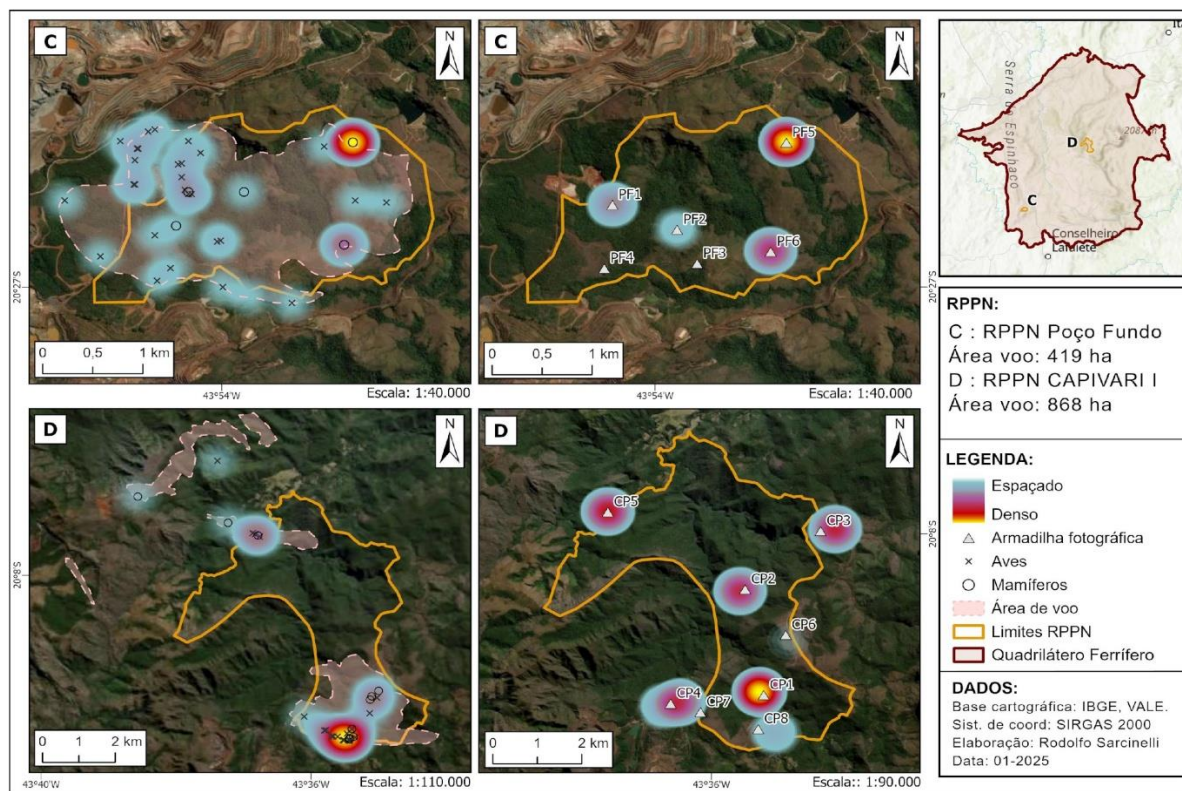 C
N
20°27'S
0 0,5 1 km
Escala: 1:40.000
43°54'W
C
N
PF5
PF1
PF2
PF3
PF4
PF6
20°27'S
0 0,5 1 km
Escala: 1:40.000
43°54'W
Serra do Espinhaço
2087 m
D
C
Conselheiro
Lafaiete
RPPN:
C : RPPN Poço Fundo
Área voo: 419 ha
D : RPPN CAPIVARI I
Área voo: 868 ha
LEGENDA:
Espaçado
Denso
Armadilha fotográfica
Aves
Mamíferos
Área de voo
Limites RPPN
Quadrilátero Ferrífero
DADOS:
Base cartográfica: IBGE, VALE.
Sist. de coord: SIRGAS 2000
Elaboração: Rodolfo Sarcinelli
Data: 01-2025
D
N
20°8'S
0 1 2 km
43°40'W
43°36'W
Escala: 1:110.000
D
N
CP5
CP3
20°8'S
CP2
CP6
CP1
CP4
CP7
CP8
0 1 2 km
43°36'W
Escala:: 1:90.000